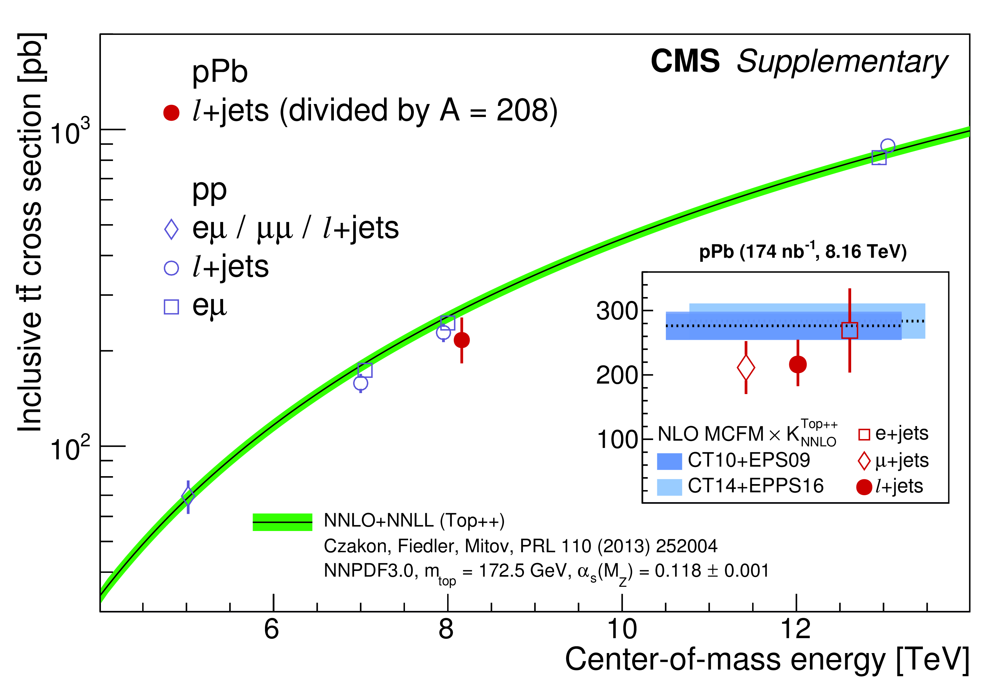 CMS Supplementary
Inclusive tt̄ cross section [pb]
pPb
l+jets (divided by A = 208)
10³
pp
eμ / μμ / l+jets
l+jets
eμ
pPb (174 nb⁻¹, 8.16 TeV)
300
200
100
NLO MCFM × K Top++ NNLO
CT10+EPS09
CT14+EPPS16
e+jets
μ+jets
l+jets
10²
NNLO+NNLL (Top++)
Czakon, Fiedler, Mitov, PRL 110 (2013) 252004
NNPDF3.0, m_top = 172.5 GeV, α_s(M_Z) = 0.118 ± 0.001
6 8 10 12
Center-of-mass energy [TeV]